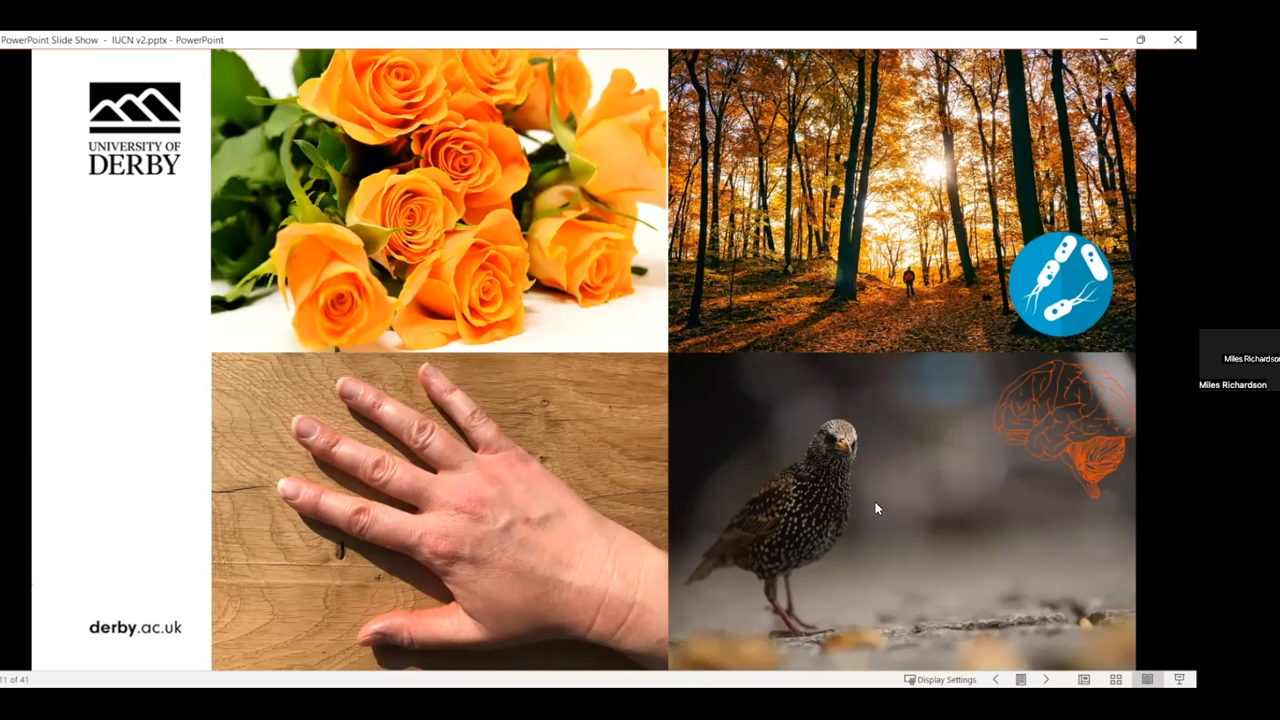 PowerPoint Slide Show - IUCN v2.pptx - PowerPoint
UNIVERSITY OF
DERBY
Miles Richardson
Miles Richardson
derby.ac.uk
11 of 41
Display Settings